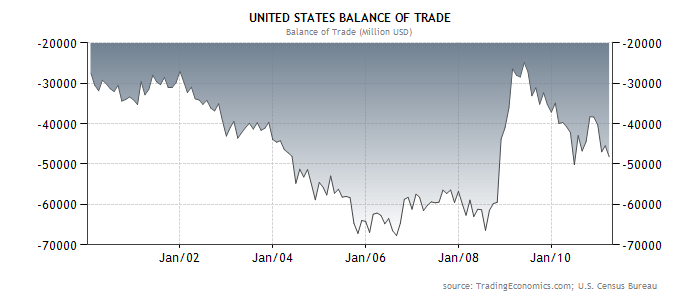 UNITED STATES BALANCE OF TRADE
Balance of Trade (Million USD)
-20000 -20000
-30000 -30000
-40000 -40000
-50000 -50000
-60000 -60000
-70000 -70000
Jan/02 Jan/04 Jan/06 Jan/08 Jan/10
source: TradingEconomics.com; U.S. Census Bureau